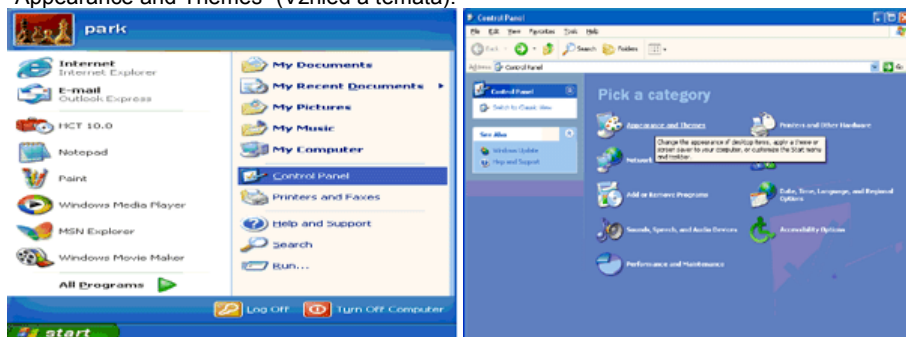 "Appearance and Themes" (Vzhled a témata).
park
Internet
Internet Explorer
E-mail
Outlook Express
HCT 10.0
Notepad
Paint
Windows Media Player
MSN Explorer
Windows Movie Maker
All Programs
My Documents
My Recent Documents
My Pictures
My Music
My Computer
Control Panel
Printers and Faxes
Help and Support
Search
Run...
Log Off
Turn Off Computer
start
Control Panel
File Edit View Favorites Tools Help
Back
Search
Folders
Address
Control Panel
Go
Control Panel
Switch to Classic View
See Also
Windows Update
Help and Support
Pick a category
Appearance and Themes
Printers and Other Hardware
Change the appearance of desktop items, apply a theme or
screen saver to your computer, or customize the Start menu
and taskbar.
Network
Add or Remove Programs
Date, Time, Language, and Regional
Options
Sounds, Speech, and Audio Devices
Accessibility Options
Performance and Maintenance